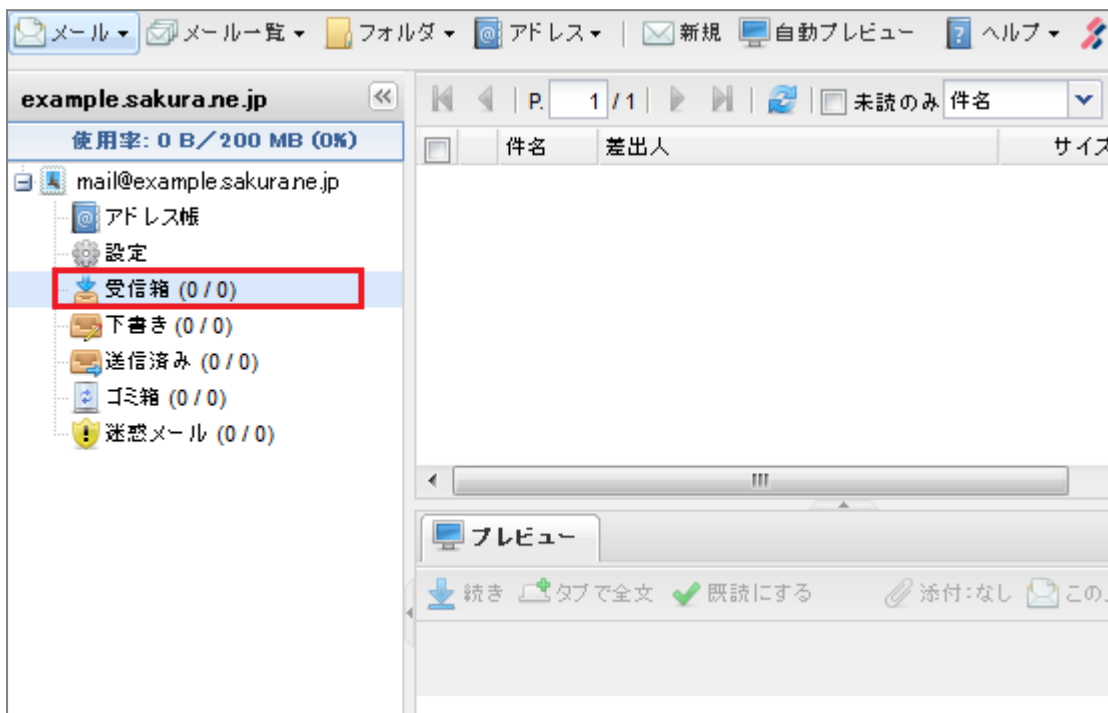 メール メール一覧 フォルダ アドレス 新規 自動プレビュー ヘルプ
example.sakura.ne.jp
使用率: 0 B／200 MB (0%)
mail@example.sakura.ne.jp
アドレス帳
設定
受信箱 (0 / 0)
下書き (0 / 0)
送信済み (0 / 0)
ゴミ箱 (0 / 0)
迷惑メール (0 / 0)
P. 1 / 1 未読のみ 件名
件名 差出人 サイズ
プレビュー
続き タブで全文 既読にする 添付:なし この